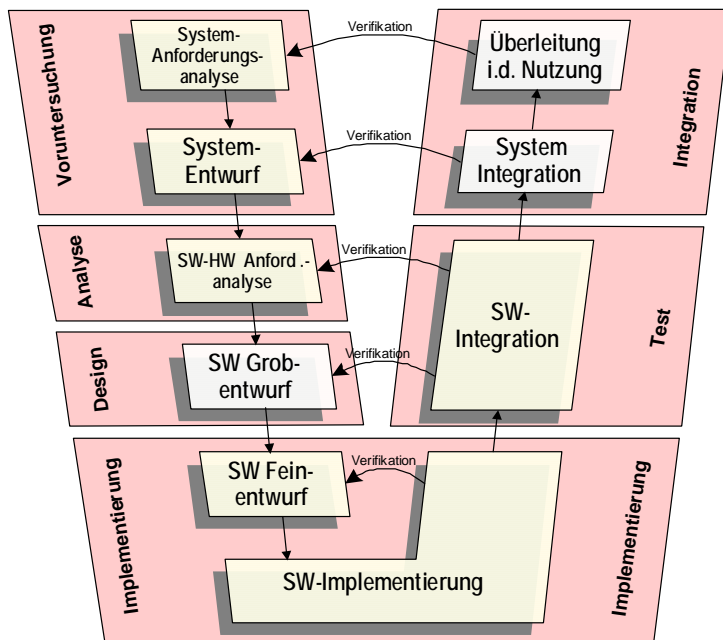 Voruntersuchung
System-
Anforderungs-
analyse
Verifikation
Überleitung
i.d. Nutzung
System-
Entwurf
Verifikation
System
Integration
Integration
Analyse
SW-HW Anford.-
analyse
Verifikation
SW-
Integration
Test
Design
SW Grob-
entwurf
Verifikation
Implementierung
SW Fein-
entwurf
Verifikation
SW-Implementierung
Implementierung